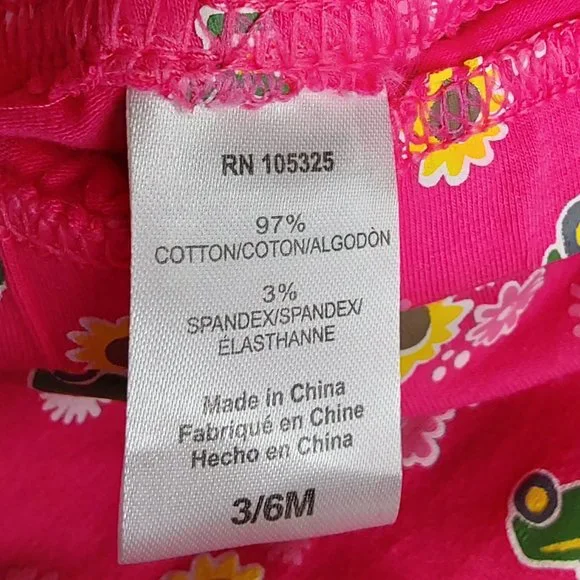 RN 105325
97%
COTTON/COTON/ALGODÒN
3%
SPANDEX/SPANDEX/
ÉLASTHANNE
Made in China
Fabriqué en Chine
Hecho en China
3/6M